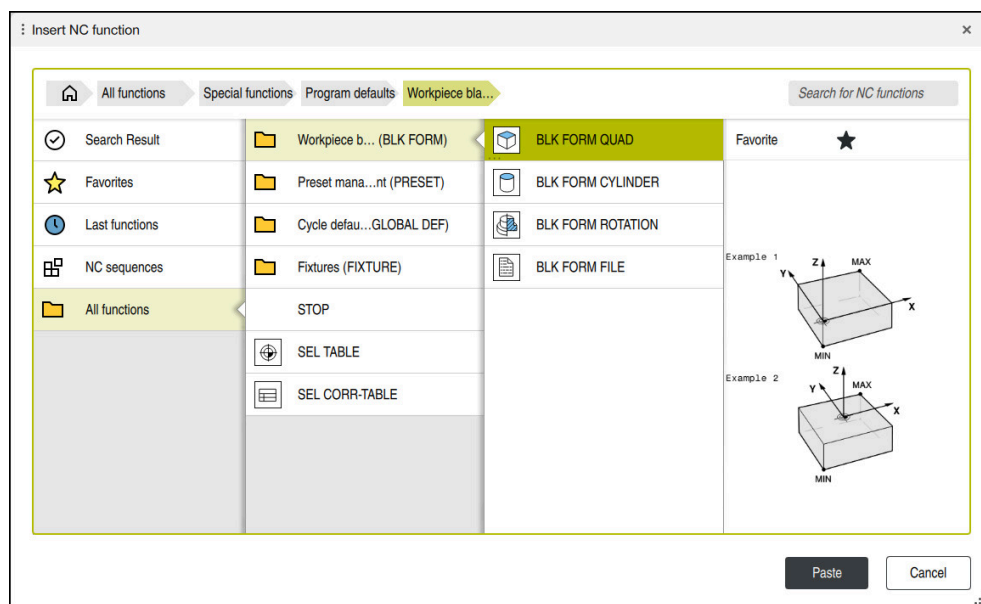 Insert NC function
All functions
Special functions
Program defaults
Workpiece bla...
Search for NC functions
Search Result
Favorites
Last functions
NC sequences
All functions
Workpiece b... (BLK FORM)
Preset mana...nt (PRESET)
Cycle defau...GLOBAL DEF)
Fixtures (FIXTURE)
STOP
SEL TABLE
SEL CORR-TABLE
BLK FORM QUAD
BLK FORM CYLINDER
BLK FORM ROTATION
BLK FORM FILE
Favorite
Example 1
Z
MAX
Y
X
MIN
Example 2
Z
MAX
Y
X
MIN
Paste
Cancel